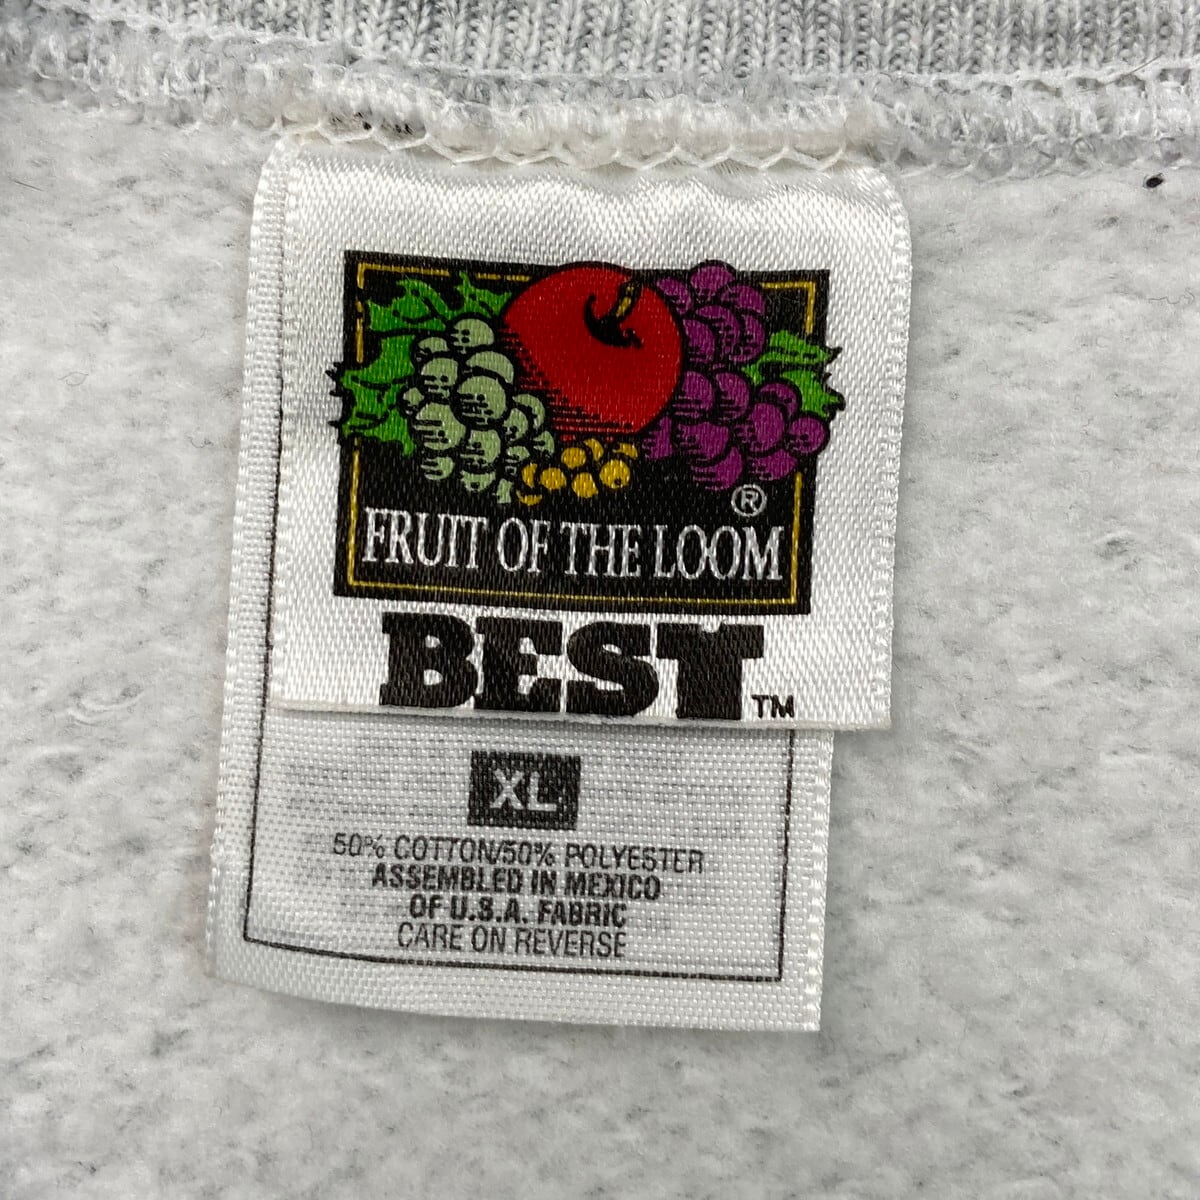 ®
FRUIT OF THE LOOM
BEST™
XL
50% COTTON/50% POLYESTER
ASSEMBLED IN MEXICO
OF U.S.A. FABRIC
CARE ON REVERSE